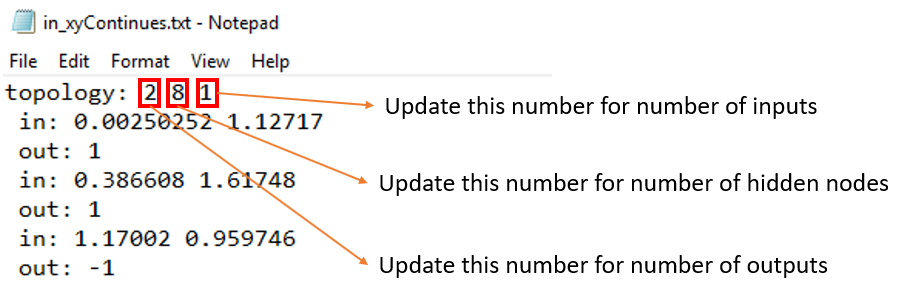 in_xyContinues.txt - Notepad
File Edit Format View Help
topology: 2 8 1
Update this number for number of inputs
in: 0.00250252 1.12717
out: 1
in: 0.386608 1.61748
Update this number for number of hidden nodes
out: 1
in: 1.17002 0.959746
out: -1
Update this number for number of outputs